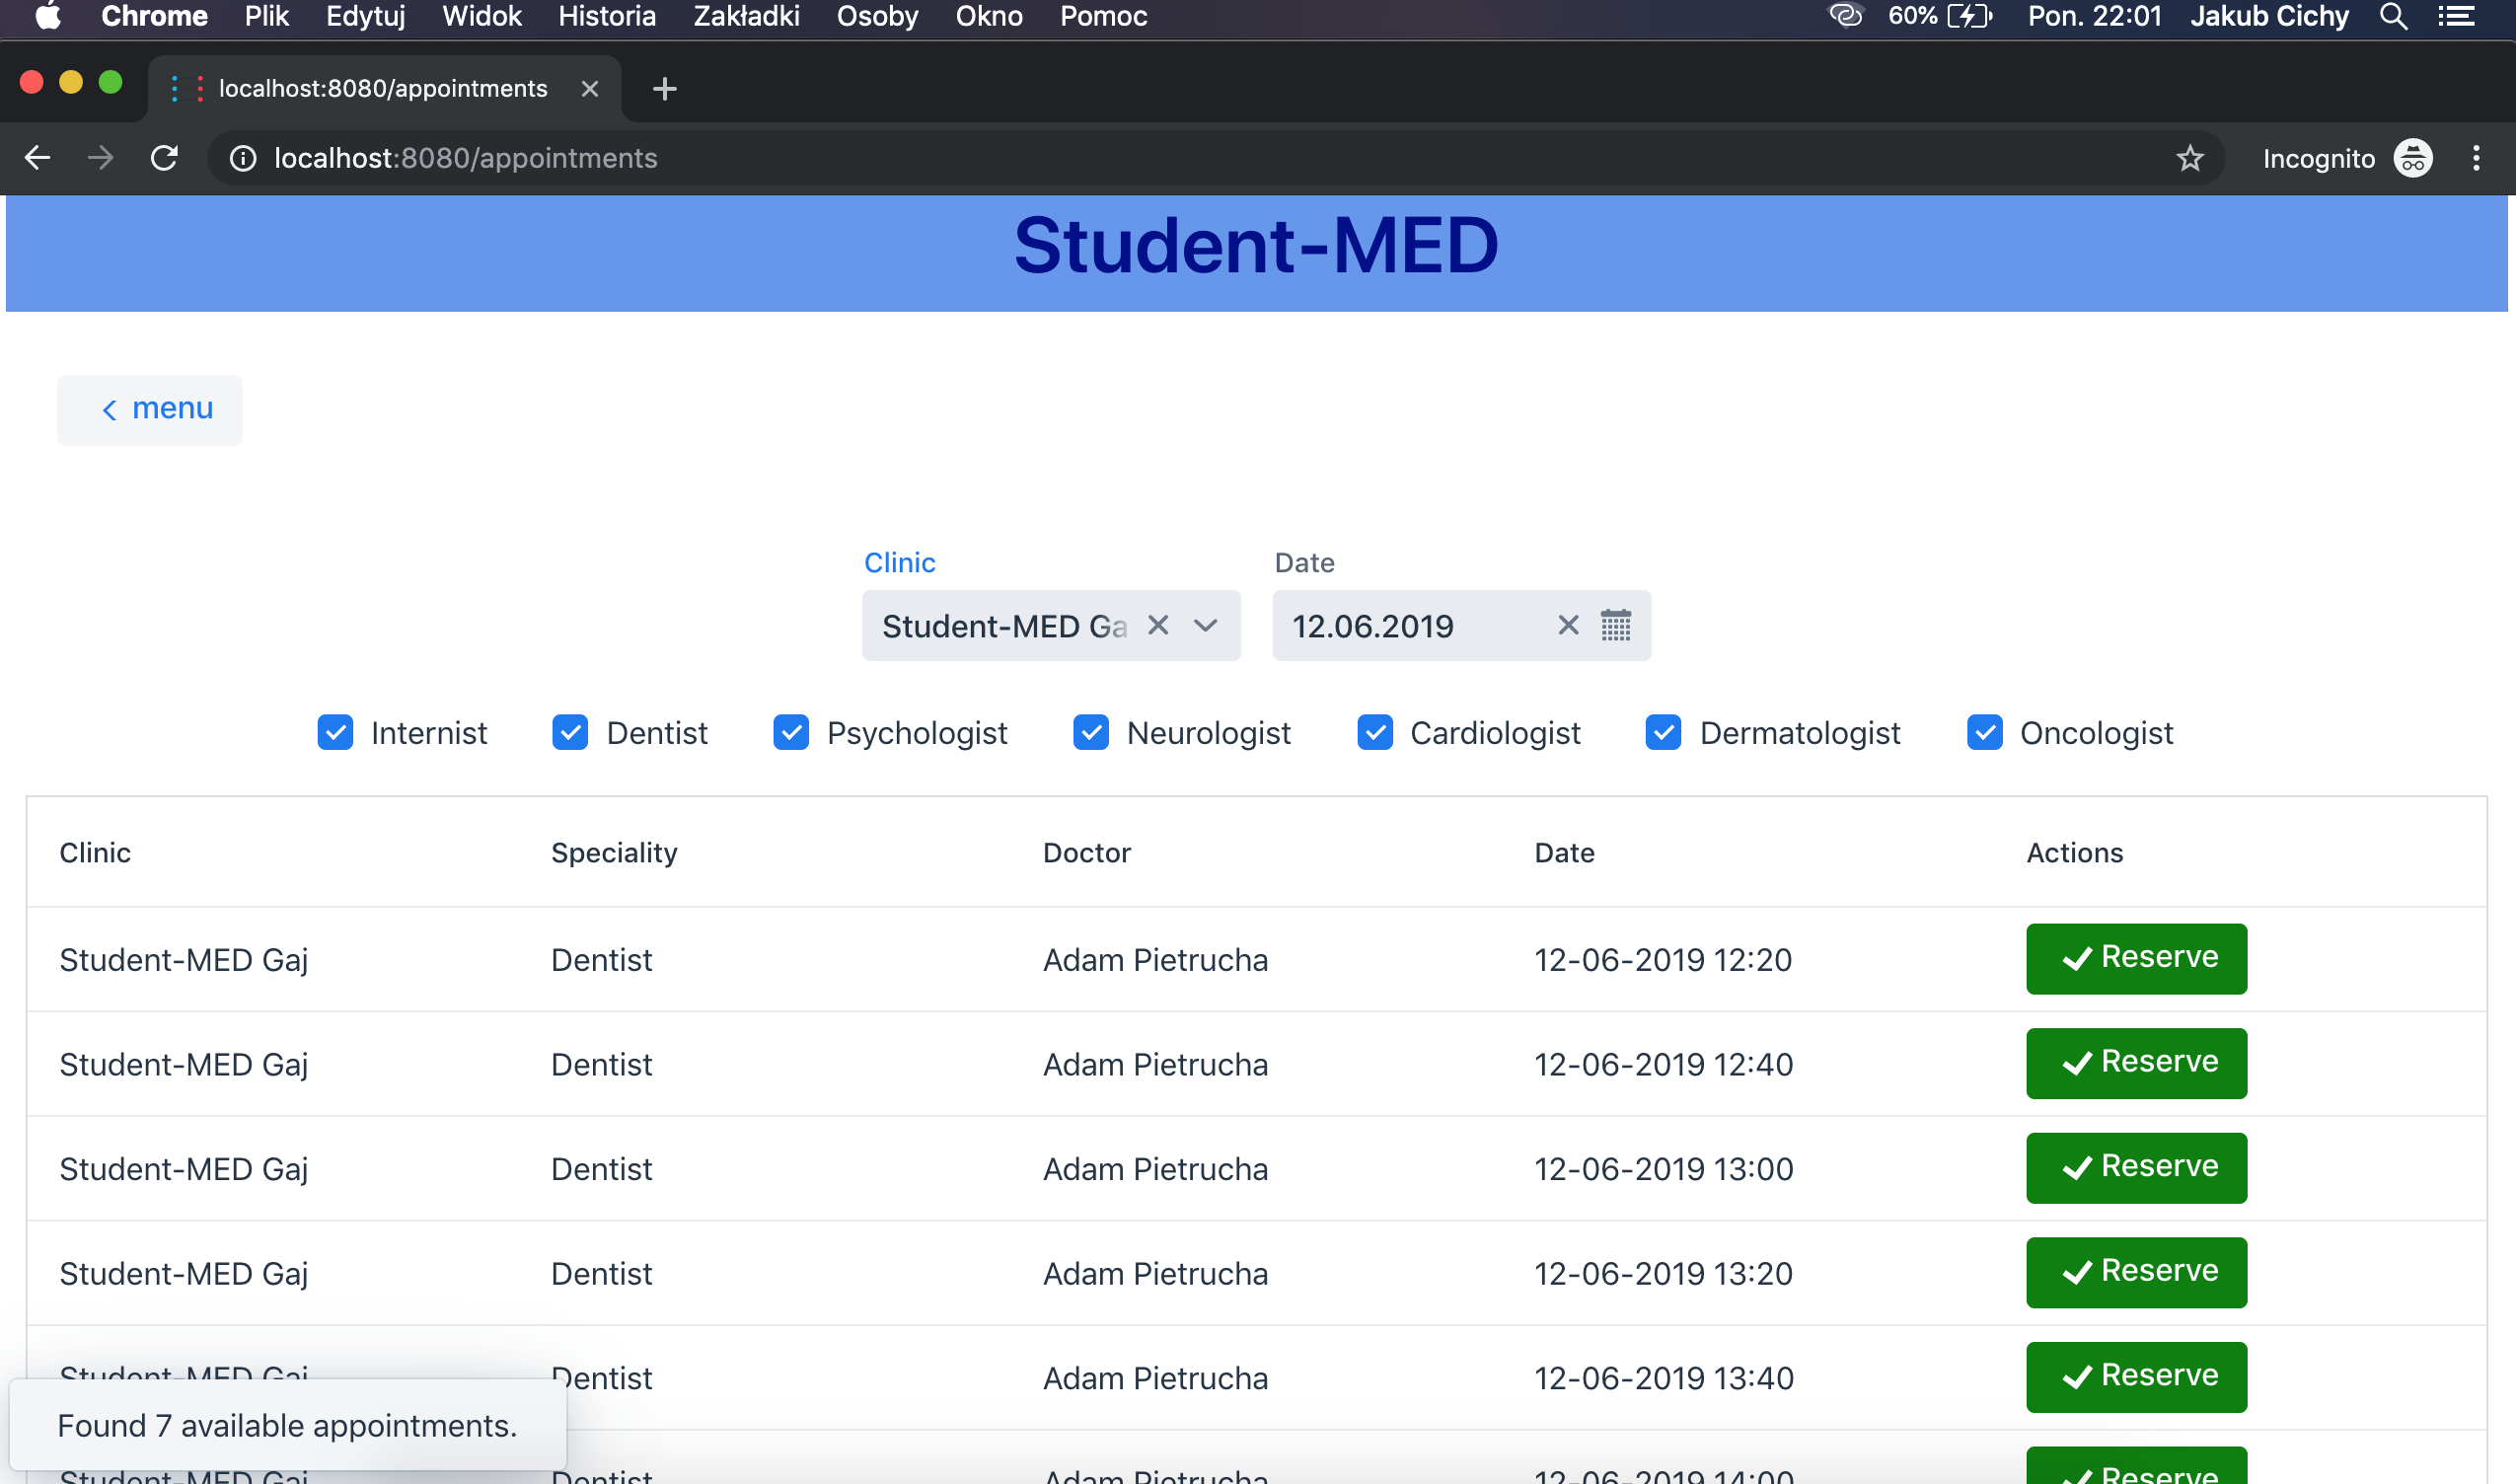 Chrome Plik Edytuj Widok Historia Zakładki Osoby Okno Pomoc 60% Pon. 22:01 Jakub Cichy
localhost:8080/appointments
localhost:8080/appointments Incognito
Student-MED
menu
Clinic Date
Student-MED Ga 12.06.2019
Internist Dentist Psychologist Neurologist Cardiologist Dermatologist Oncologist
Clinic Speciality Doctor Date Actions
Student-MED Gaj Dentist Adam Pietrucha 12-06-2019 12:20 Reserve
Student-MED Gaj Dentist Adam Pietrucha 12-06-2019 12:40 Reserve
Student-MED Gaj Dentist Adam Pietrucha 12-06-2019 13:00 Reserve
Student-MED Gaj Dentist Adam Pietrucha 12-06-2019 13:20 Reserve
Student-MED Gaj Dentist Adam Pietrucha 12-06-2019 13:40 Reserve
Found 7 available appointments.
Student-MED Gaj Dentist Adam Pietrucha 12-06-2019 14:00 Reserve